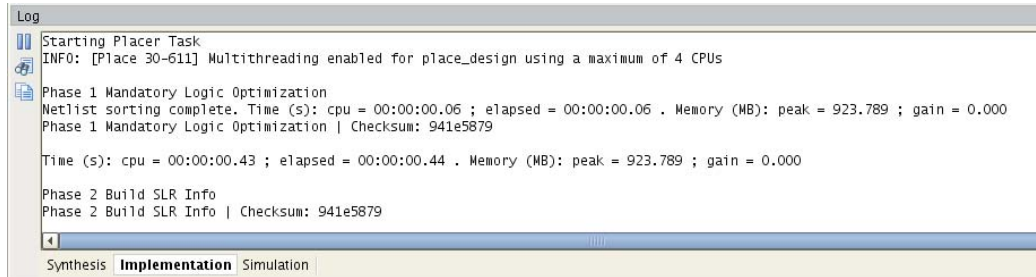 Log
Starting Placer Task
INFO: [Place 30-611] Multithreading enabled for place_design using a maximum of 4 CPUs
Phase 1 Mandatory Logic Optimization
Netlist sorting complete. Time (s): cpu = 00:00:00.06 ; elapsed = 00:00:00.06 . Memory (MB): peak = 923.789 ; gain = 0.000
Phase 1 Mandatory Logic Optimization | Checksum: 941e5879
Time (s): cpu = 00:00:00.43 ; elapsed = 00:00:00.44 . Memory (MB): peak = 923.789 ; gain = 0.000
Phase 2 Build SLR Info
Phase 2 Build SLR Info | Checksum: 941e5879
Synthesis Implementation Simulation